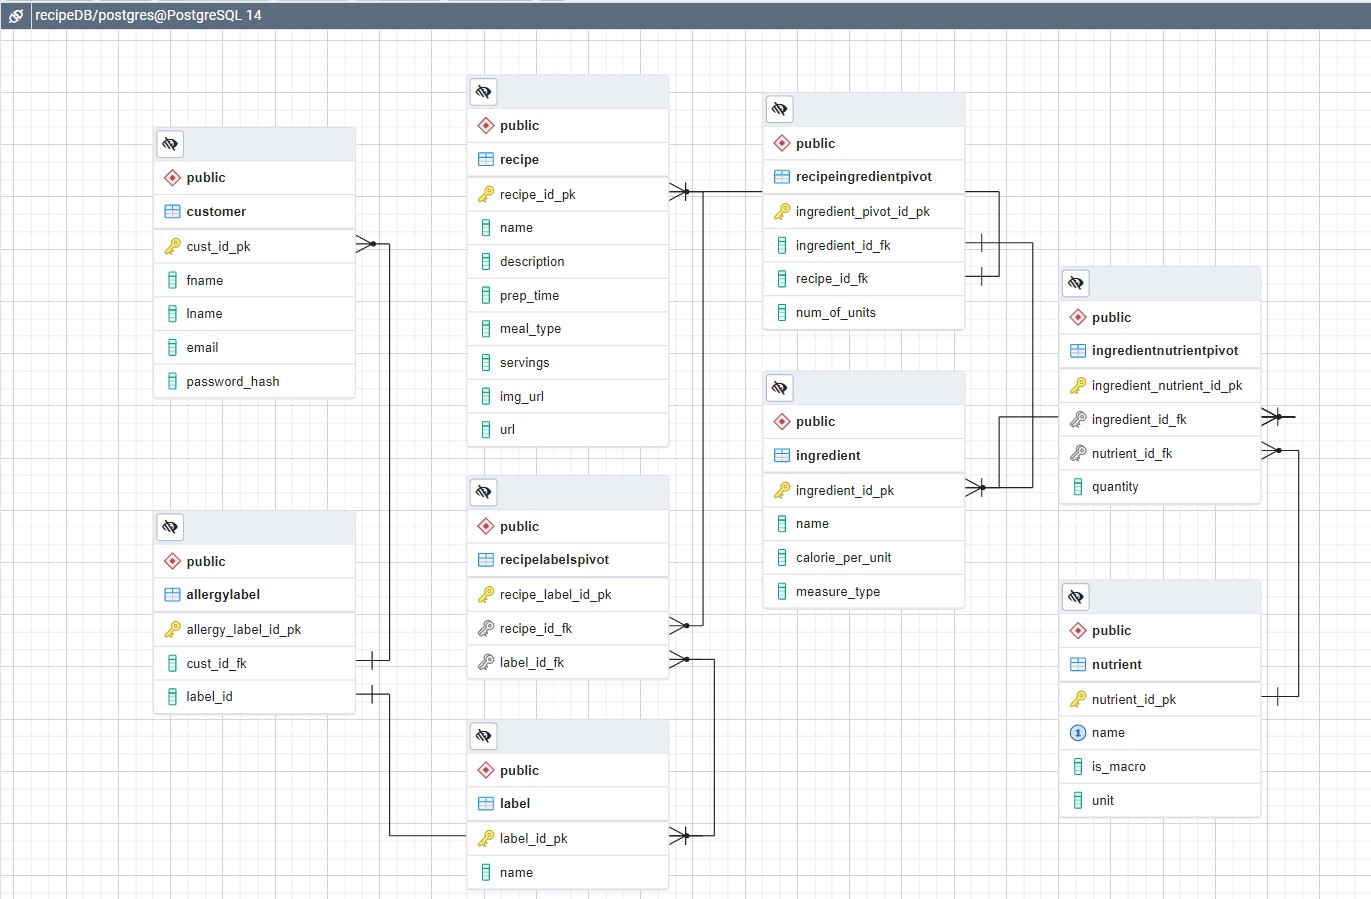 recipeDB/postgres@PostgreSQL 14
public
customer
cust_id_pk
fname
lname
email
password_hash
public
allergylabel
allergy_label_id_pk
cust_id_fk
label_id
public
recipe
recipe_id_pk
name
description
prep_time
meal_type
servings
img_url
url
public
recipelabelspivot
recipe_label_id_pk
recipe_id_fk
label_id_fk
public
label
label_id_pk
name
public
recipeingredientpivot
ingredient_pivot_id_pk
ingredient_id_fk
recipe_id_fk
num_of_units
public
ingredient
ingredient_id_pk
name
calorie_per_unit
measure_type
public
ingredientnutrientpivot
ingredient_nutrient_id_pk
ingredient_id_fk
nutrient_id_fk
quantity
public
nutrient
nutrient_id_pk
1 name
is_macro
unit